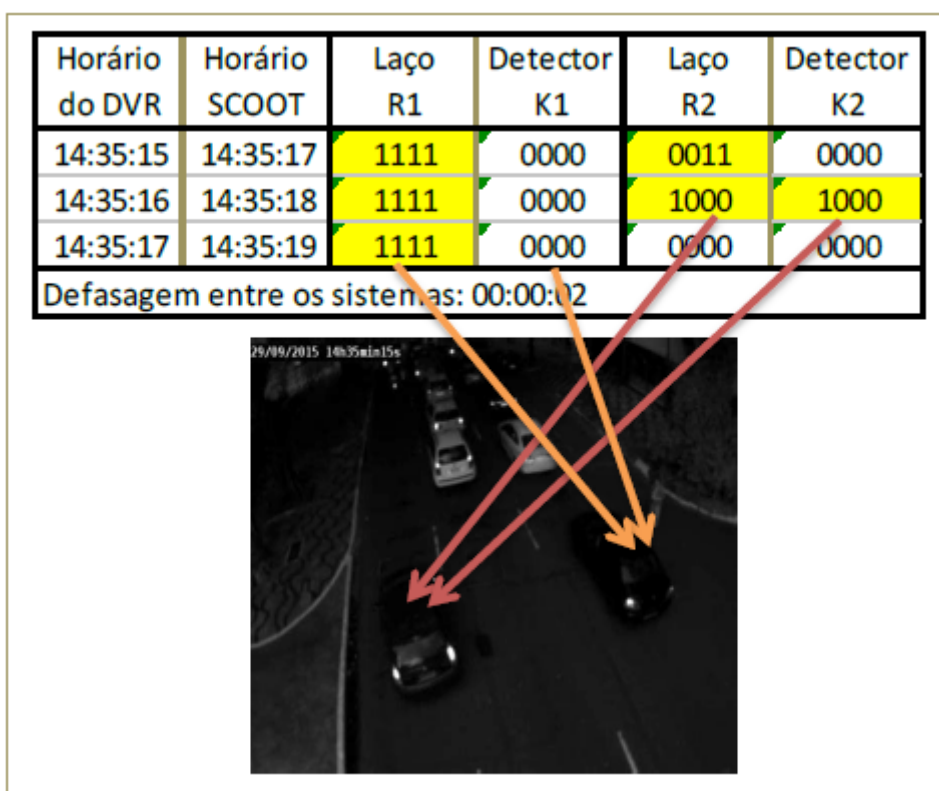 Horário do DVR Horário SCOOT Laço R1 Detector K1 Laço R2 Detector K2
14:35:15 14:35:17 1111 0000 0011 0000
14:35:16 14:35:18 1111 0000 1000 1000
14:35:17 14:35:19 1111 0000 0000 0000
Defasagem entre os sistemas: 00:00:02
29/09/2015 14h35min15s